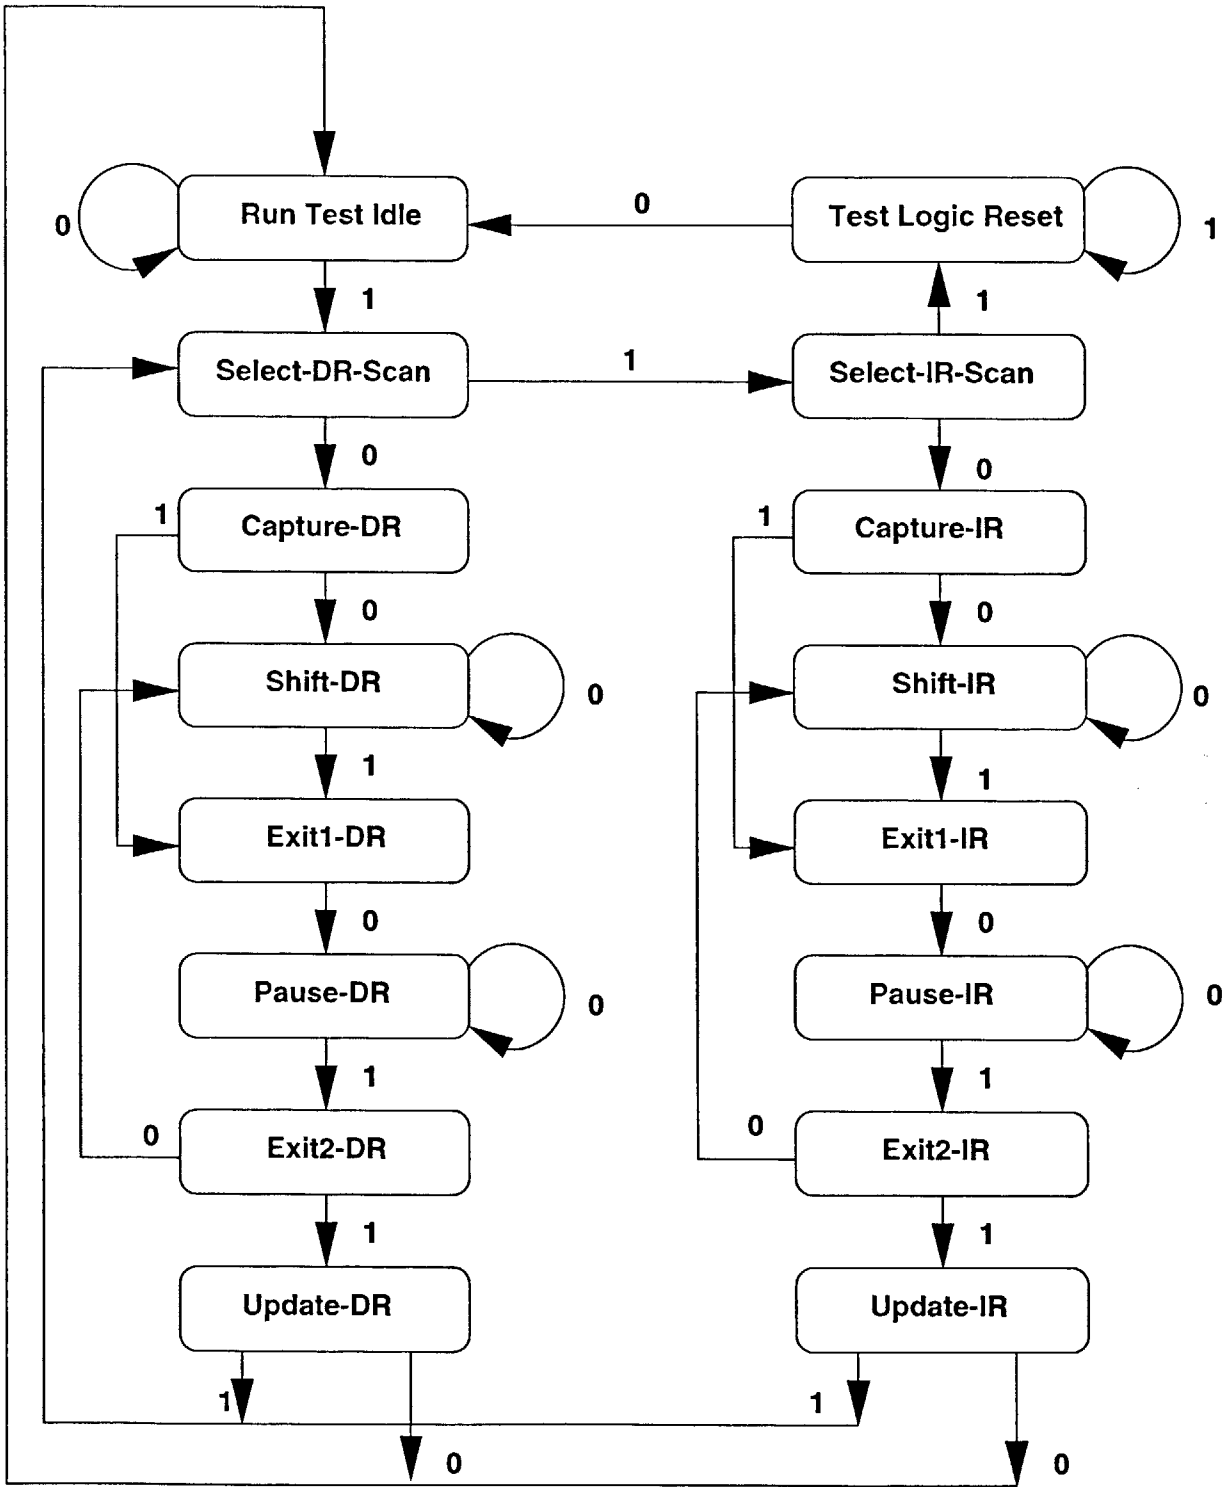 Run Test Idle
0
Test Logic Reset
0
1
1
1
Select-DR-Scan
1
Select-IR-Scan
0
0
1
Capture-DR
1
Capture-IR
0
0
Shift-DR
0
Shift-IR
0
1
1
Exit1-DR
Exit1-IR
0
0
Pause-DR
0
Pause-IR
0
1
1
0
Exit2-DR
0
Exit2-IR
1
1
Update-DR
Update-IR
1
1
0
0